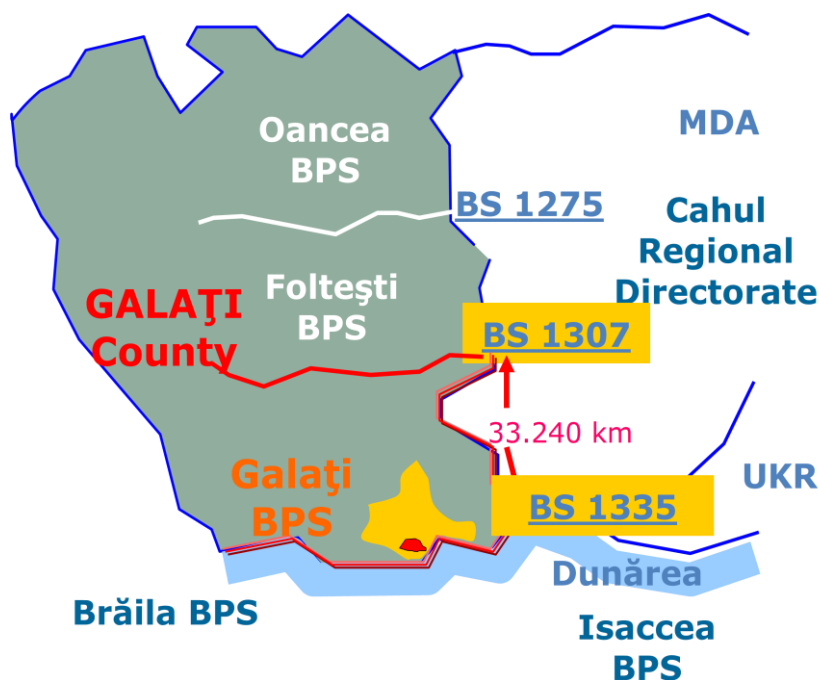 Oancea
BPS
MDA
BS 1275
Cahul
Regional
Directorate
GALAŢI
County
Folteşti
BPS
BS 1307
33.240 km
Galaţi
BPS
BS 1335
UKR
Dunărea
Brăila BPS
Isaccea
BPS